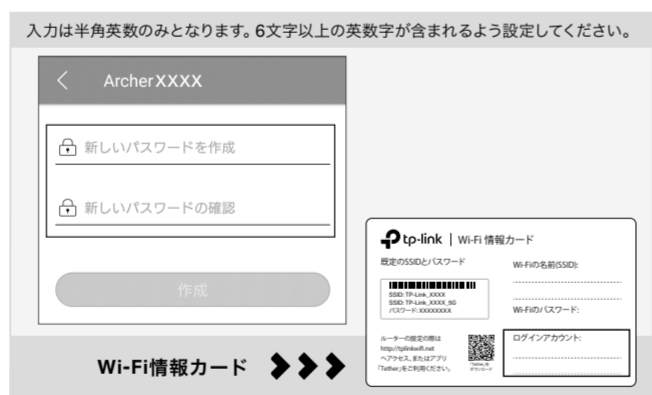 入力は半角英数のみとなります。6文字以上の英数字が含まれるよう設定してください。
Archer XXXX
新しいパスワードを作成
新しいパスワードの確認
作成
Wi-Fi情報カード
tp-link | Wi-Fi 情報カード
既定のSSIDとパスワード
SSID: TP-Link_XXXX
SSID: TP-Link_XXXX_5G
パスワード: XXXXXXXX
ルーターの設定の際は
http://tplinkwifi.net
へアクセス、またはアプリ
「Tether」をご利用ください。
「Tether」を
ダウンロード
Wi-Fiの名前(SSID):
Wi-Fiのパスワード:
ログインアカウント: